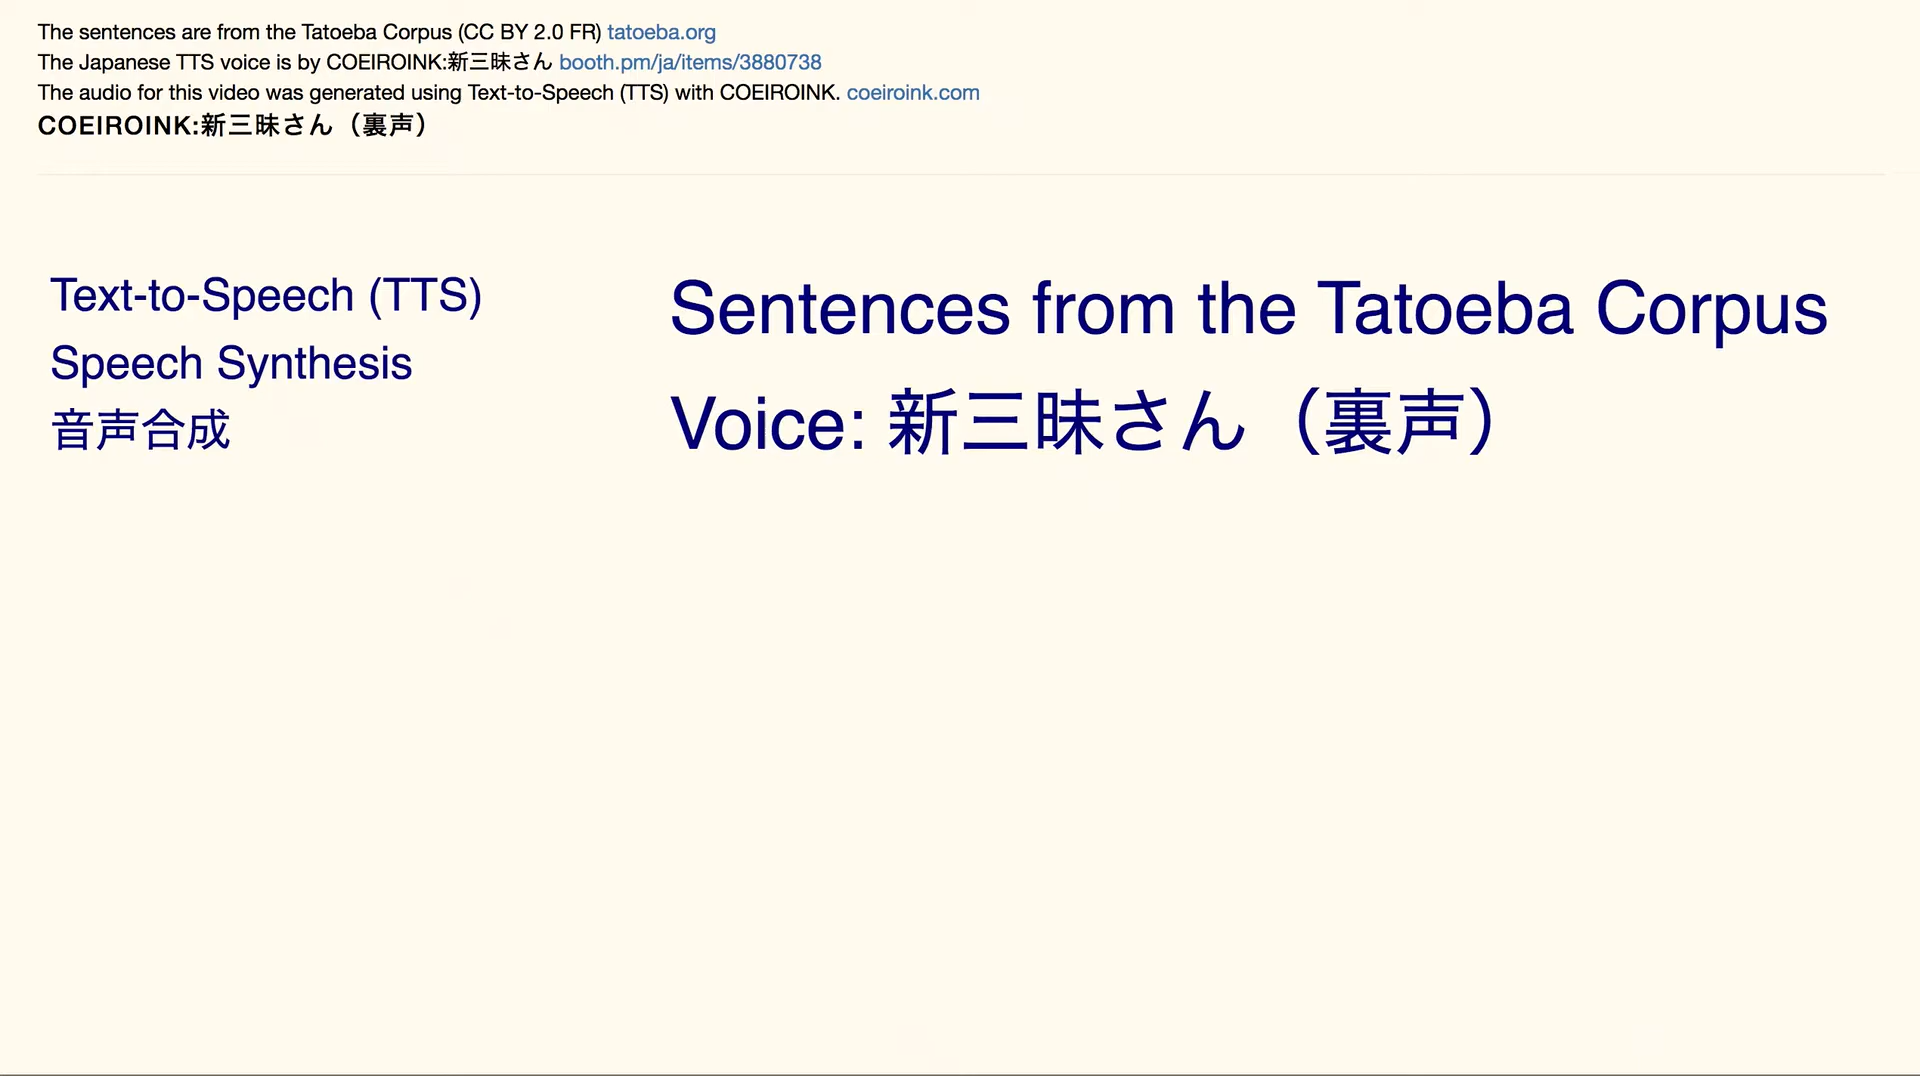 The sentences are from the Tatoeba Corpus (CC BY 2.0 FR) tatoeba.org
The Japanese TTS voice is by COEIROINK:新三昧さん booth.pm/ja/items/3880738
The audio for this video was generated using Text-to-Speech (TTS) with COEIROINK. coeiroink.com
COEIROINK:新三昧さん（裏声）
Text-to-Speech (TTS)
Speech Synthesis
音声合成
Sentences from the Tatoeba Corpus
Voice: 新三昧さん（裏声）